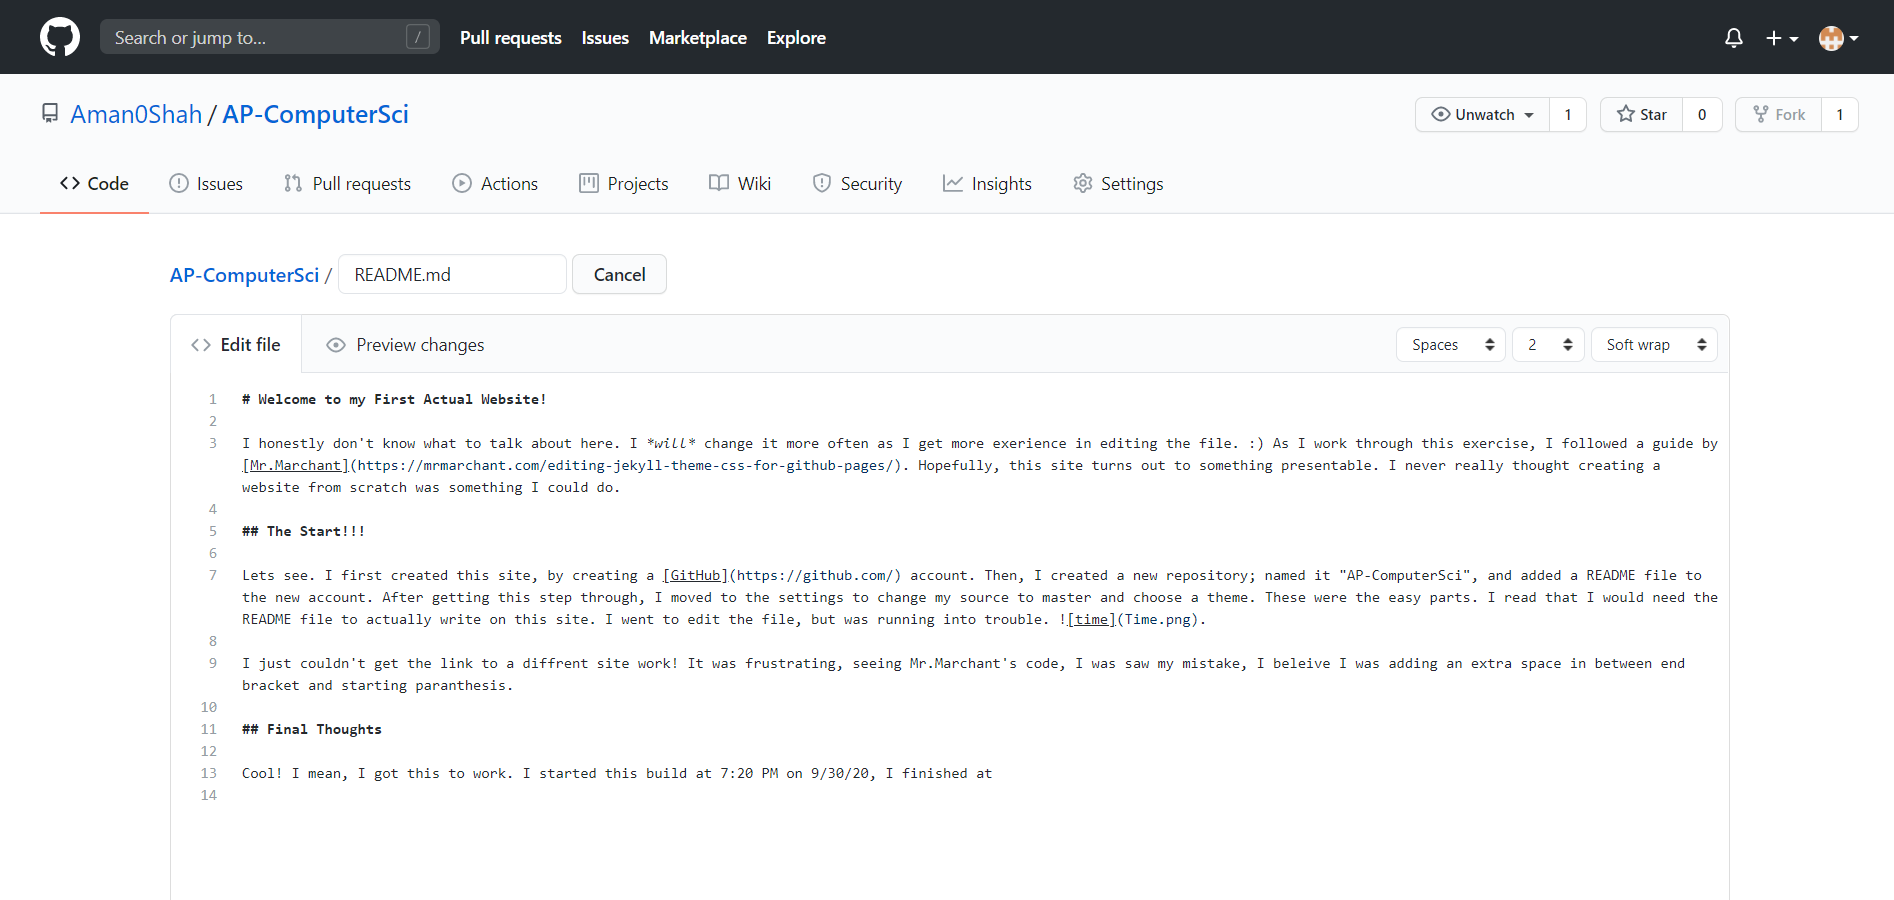 Search or jump to... /
Pull requests Issues Marketplace Explore
Aman0Shah / AP-ComputerSci
Unwatch 1 Star 0 Fork 1
Code Issues Pull requests Actions Projects Wiki Security Insights Settings
AP-ComputerSci / README.md Cancel
Edit file Preview changes Spaces 2 Soft wrap
1 # Welcome to my First Actual Website!
2
3 I honestly don't know what to talk about here. I *will* change it more often as I get more exerience in editing the file. :) As I work through this exercise, I followed a guide by
[Mr.Marchant](https://mrmarchant.com/editing-jekyll-theme-css-for-github-pages/). Hopefully, this site turns out to something presentable. I never really thought creating a
website from scratch was something I could do.
4
5 ## The Start!!!
6
7 Lets see. I first created this site, by creating a [GitHub](https://github.com/) account. Then, I created a new repository; named it "AP-ComputerSci", and added a README file to
the new account. After getting this step through, I moved to the settings to change my source to master and choose a theme. These were the easy parts. I read that I would need the
README file to actually write on this site. I went to edit the file, but was running into trouble. ![time](Time.png).
8
9 I just couldn't get the link to a diffrent site work! It was frustrating, seeing Mr.Marchant's code, I was saw my mistake, I beleive I was adding an extra space in between end
bracket and starting paranthesis.
10
11 ## Final Thoughts
12
13 Cool! I mean, I got this to work. I started this build at 7:20 PM on 9/30/20, I finished at
14